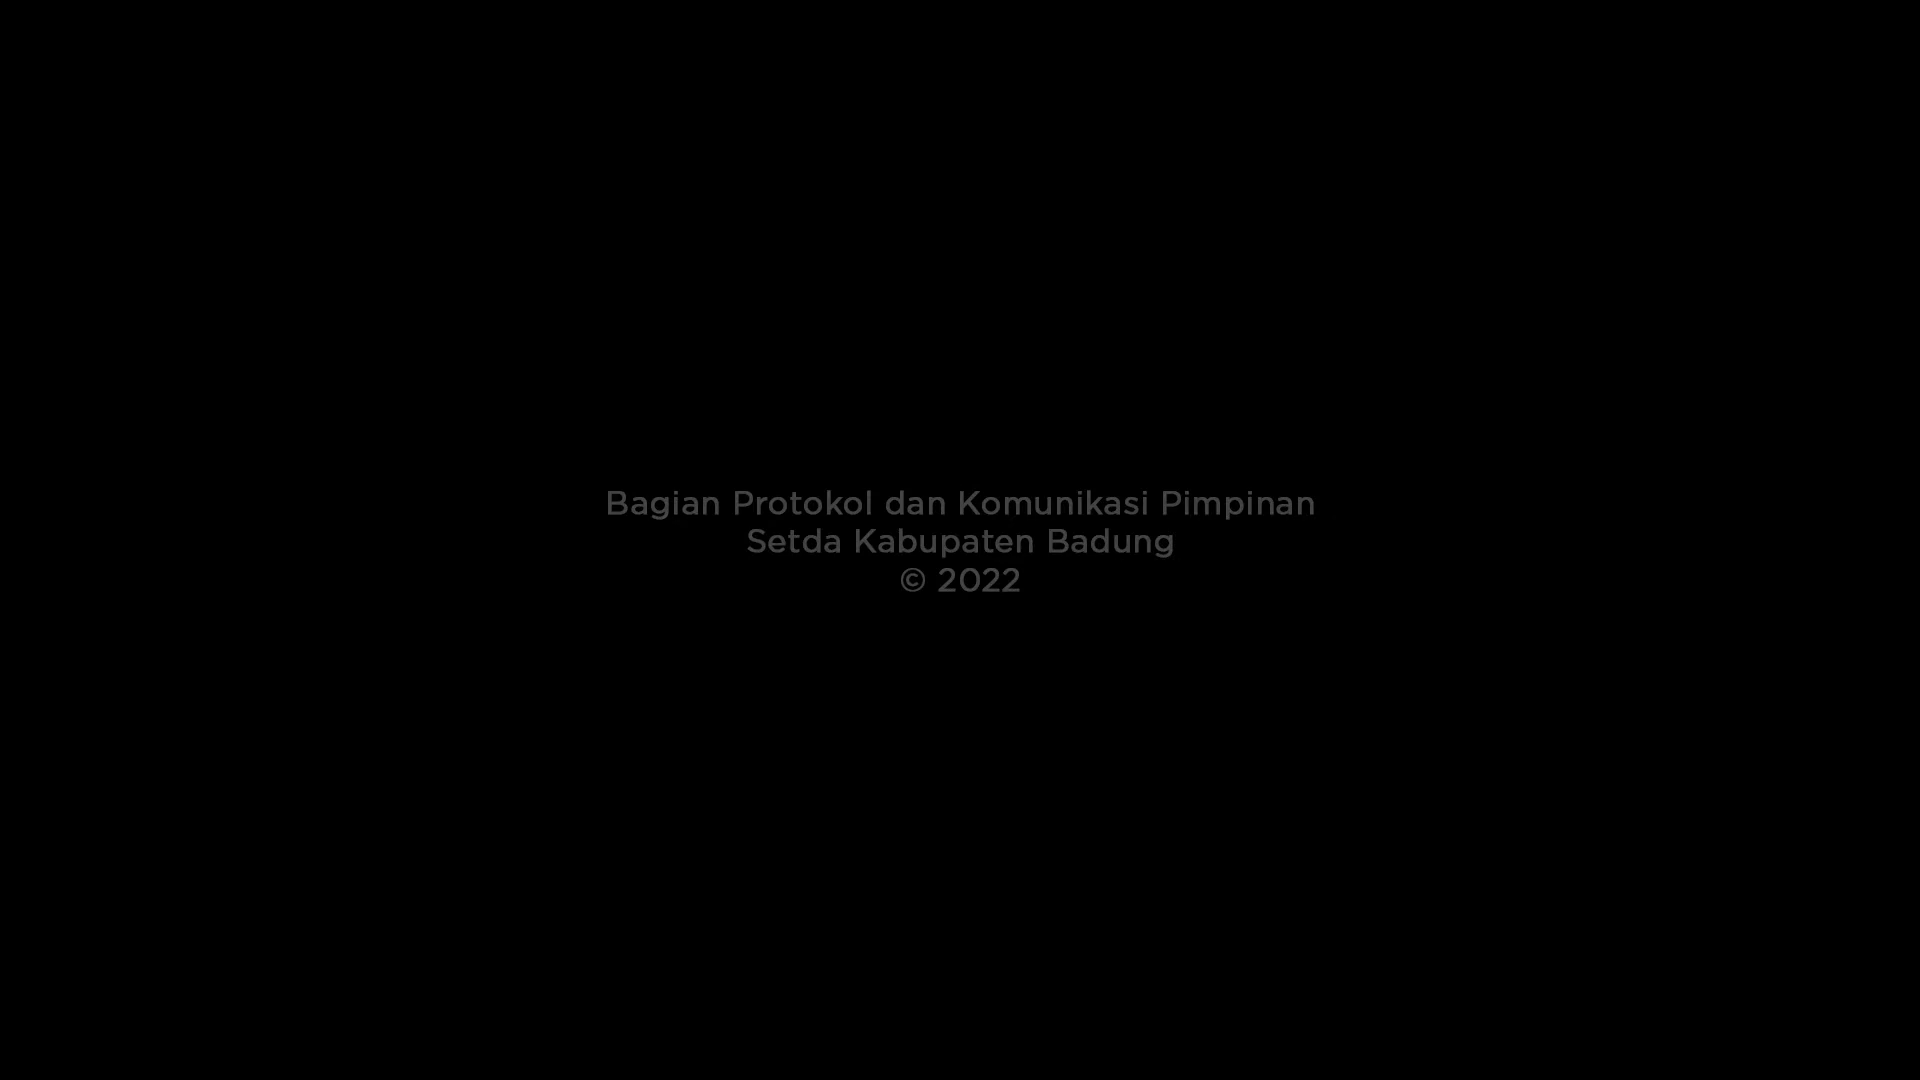 Bagian Protokol dan Komunikasi Pimpinan
Setda Kabupaten Badung
© 2022